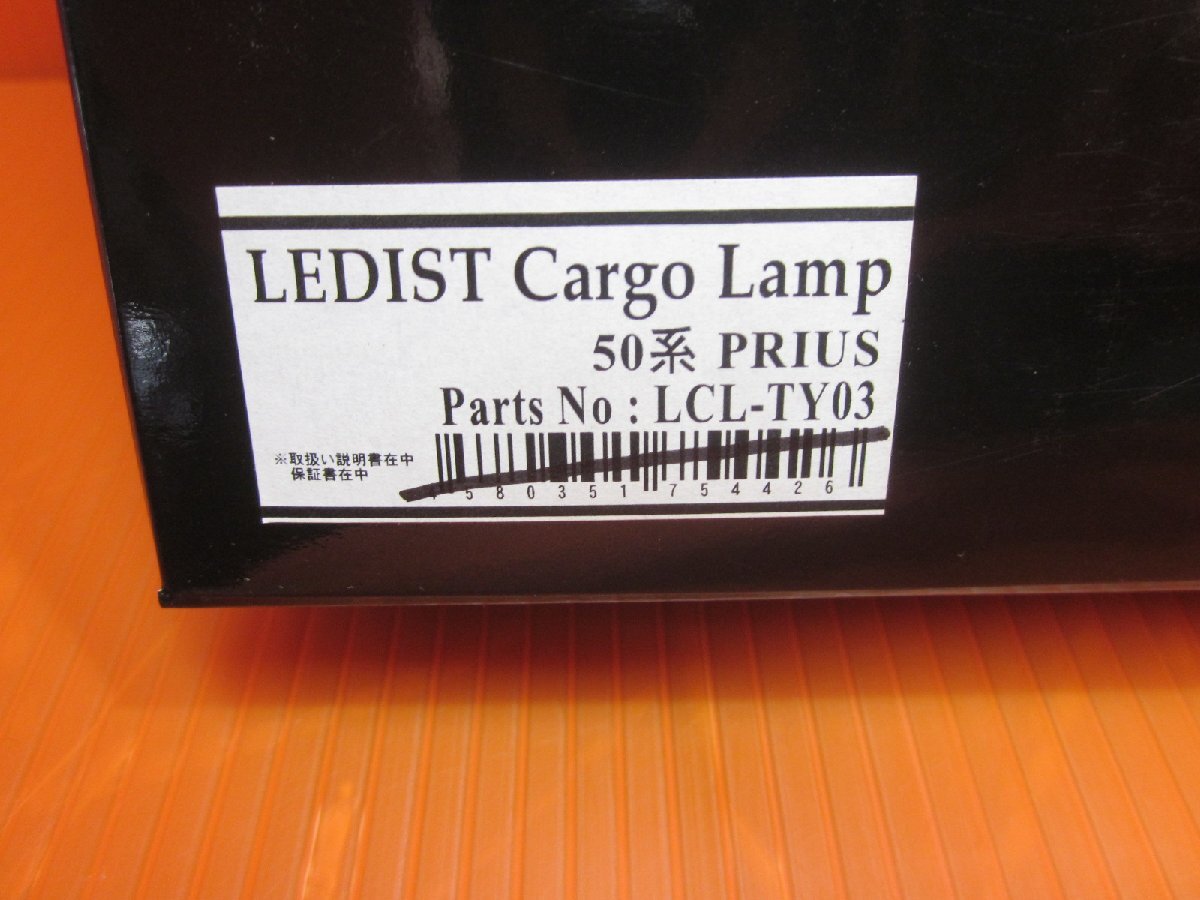 LEDIST Cargo Lamp
50系 PRIUS
Parts No : LCL-TY03
※取扱い説明書在中
保証書在中
4580351754426